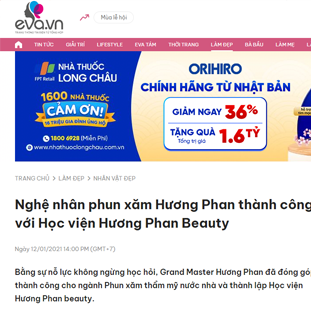 eva.vn
Mùa lễ hội
TIN TỨC GIẢI TRÍ LIFESTYLE EVA TÁM THỜI TRANG LÀM ĐẸP BÀ BẦU LÀM MẸ
NHÀ THUỐC
FPT Retail LONG CHÂU
1600 NHÀ THUỐC
CẢM ƠN!
18 TRIỆU GIA ĐÌNH ỦNG HỘ
1800 6928 (Miễn Phí)
www.nhathuoclongchau.com.vn
ORIHIRO
CHÍNH HÃNG TỪ NHẬT BẢN
GIẢM NGAY 36%
TẶNG QUÀ 1.6 TỶ
Tổng trị giá
TRANG CHỦ > LÀM ĐẸP > NHÂN VẬT ĐẸP
Nghệ nhân phun xăm Hương Phan thành công
với Học viện Hương Phan Beauty
Ngày 12/01/2021 14:00 PM (GMT+7)
Bằng sự nỗ lực không ngừng học hỏi, Grand Master Hương Phan đã đóng gó
thành công cho ngành Phun xăm thẩm mỹ nước nhà và thành lập Học viện
Hương Phan beauty.